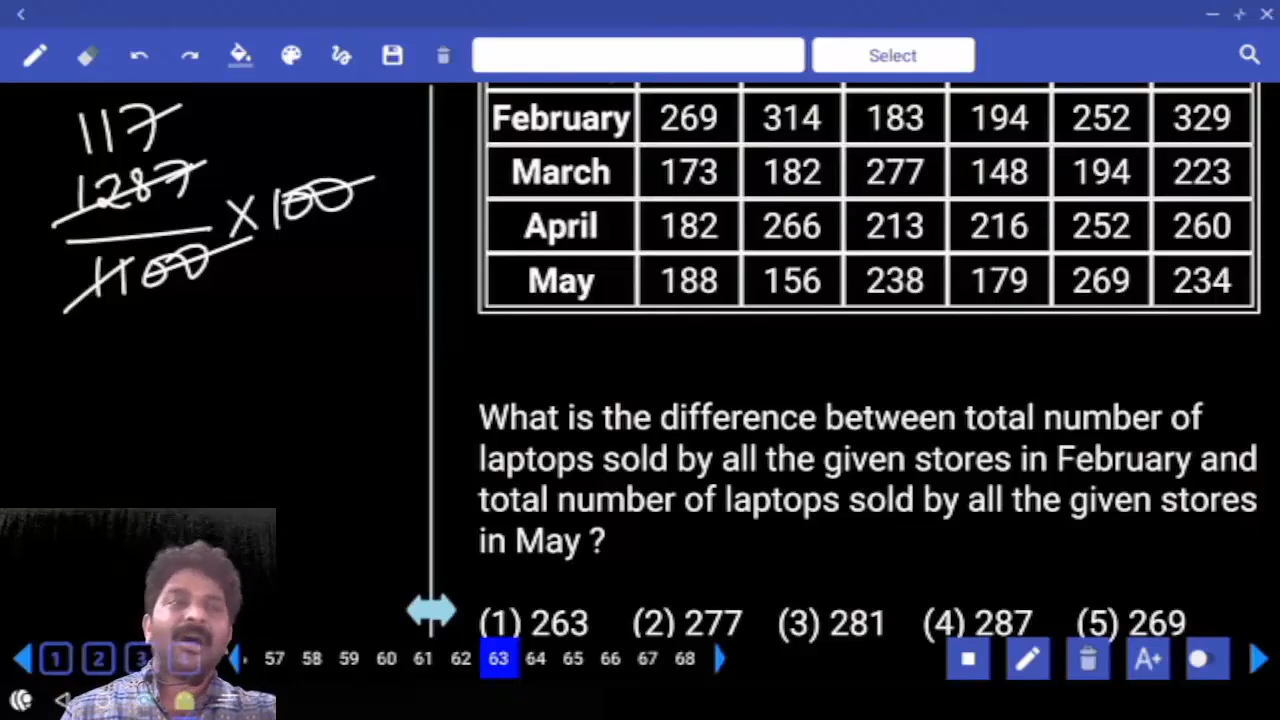 Select
117
1287
X 100
1100
February 269 314 183 194 252 329
March 173 182 277 148 194 223
April 182 266 213 216 252 260
May 188 156 238 179 269 234
What is the difference between total number of
laptops sold by all the given stores in February and
total number of laptops sold by all the given stores
in May ?
(1) 263 (2) 277 (3) 281 (4) 287 (5) 269
1 2 3 57 58 59 60 61 62 63 64 65 66 67 68 A+